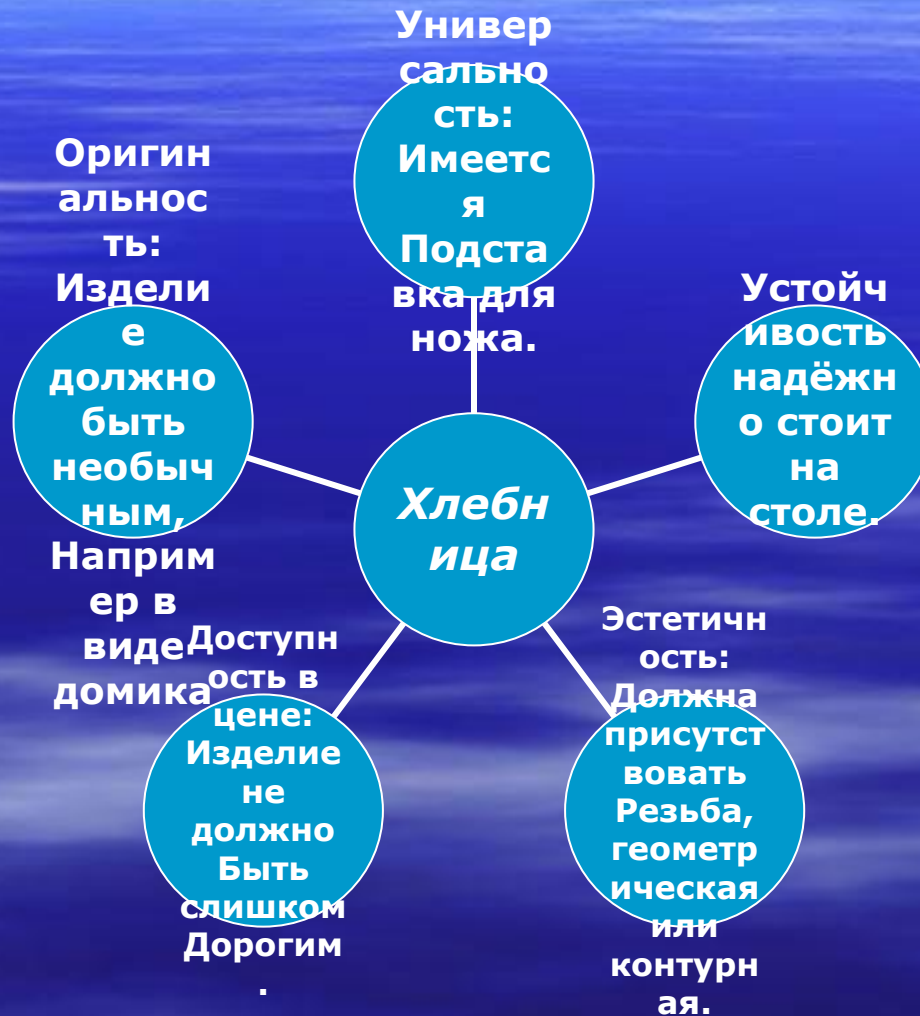 Универ
сально
сть:
Имеетс
я
Подста
вка для
ножа.
Оригин
альнос
ть:
Издели
е
должно
быть
необыч
ным,
Наприм
ер в
виде
домика
Устойч
ивость
надёжн
о стоит
на
столе.
Хлебн
ица
Доступн
ость в
цене:
Изделие
не
должно
Быть
слишком
Дорогим
.
Эстетичн
ость:
Должна
присутст
вовать
Резьба,
геометр
ическая
или
контурн
ая.